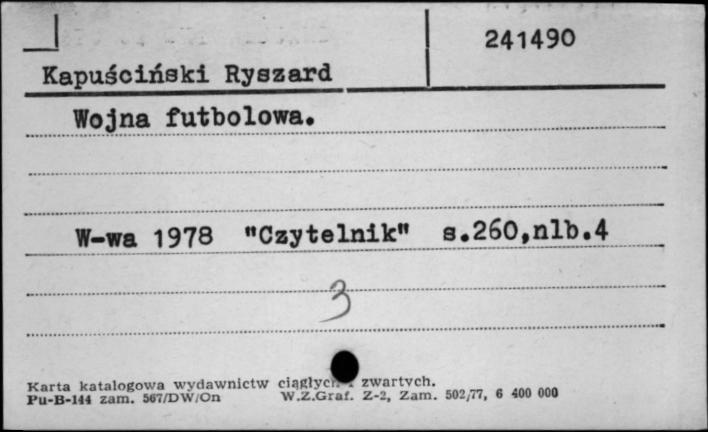 241490
Kapuściński Ryszard
Wojna futbolowa.
W-wa 1978 "Czytelnik" s.260,nlb.4
3
Karta katalogowa wydawnictw zwartych.
Pu-B-144 zam. 567/DW/On W.Z.Graf. Z-2, Zam. 502/77, 6 400 000